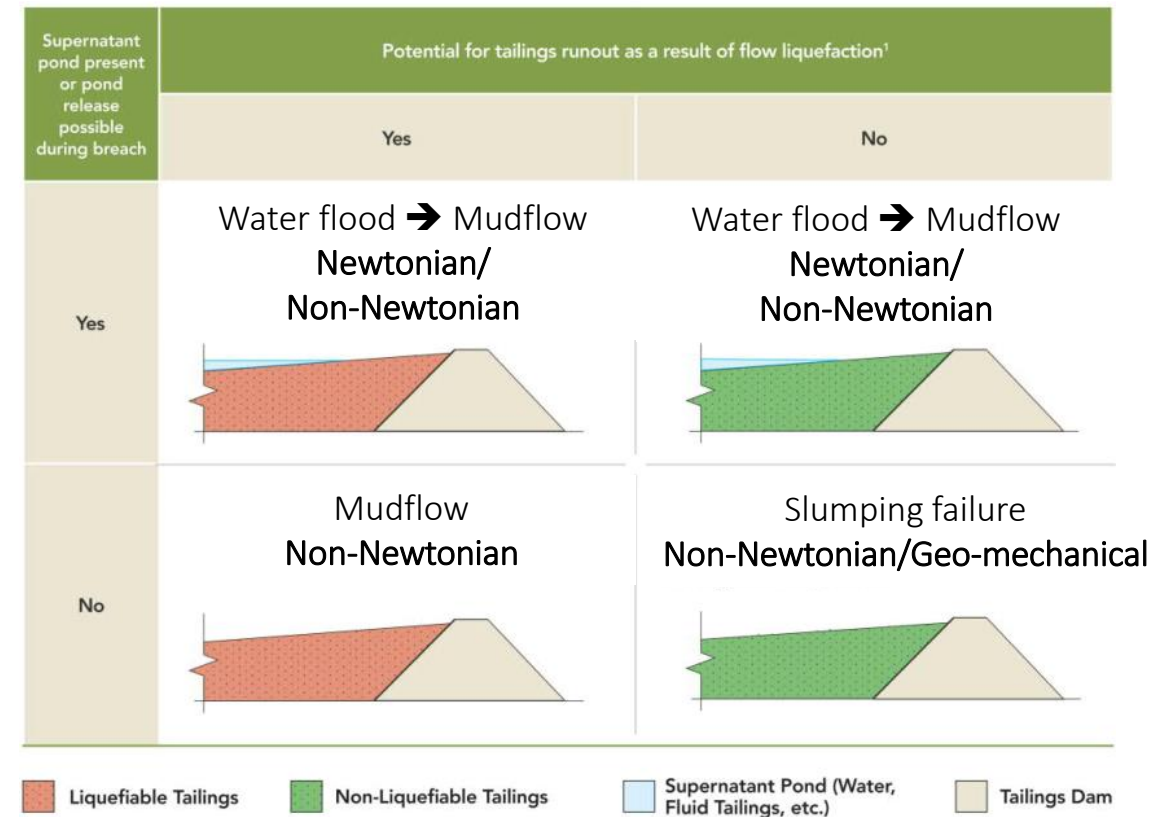 Supernatant
pond present
or pond
release
possible
during breach
Potential for tailings runout as a result of flow liquefaction¹
Yes
No
Yes
Water flood ➔ Mudflow
Newtonian/
Non-Newtonian
Water flood ➔ Mudflow
Newtonian/
Non-Newtonian
No
Mudflow
Non-Newtonian
Slumping failure
Non-Newtonian/Geo-mechanical
Liquefiable Tailings
Non-Liquefiable Tailings
Supernatant Pond (Water,
Fluid Tailings, etc.)
Tailings Dam